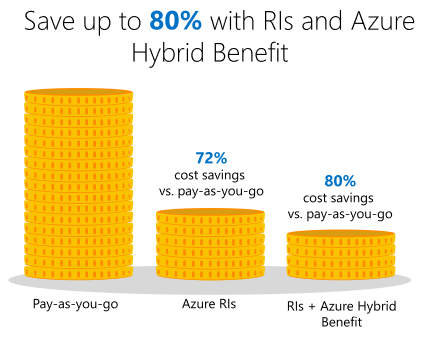 Save up to 80% with RIs and Azure
Hybrid Benefit
72%
cost savings
vs. pay-as-you-go
80%
cost savings
vs. pay-as-you-go
Pay-as-you-go
Azure RIs
RIs + Azure Hybrid
Benefit